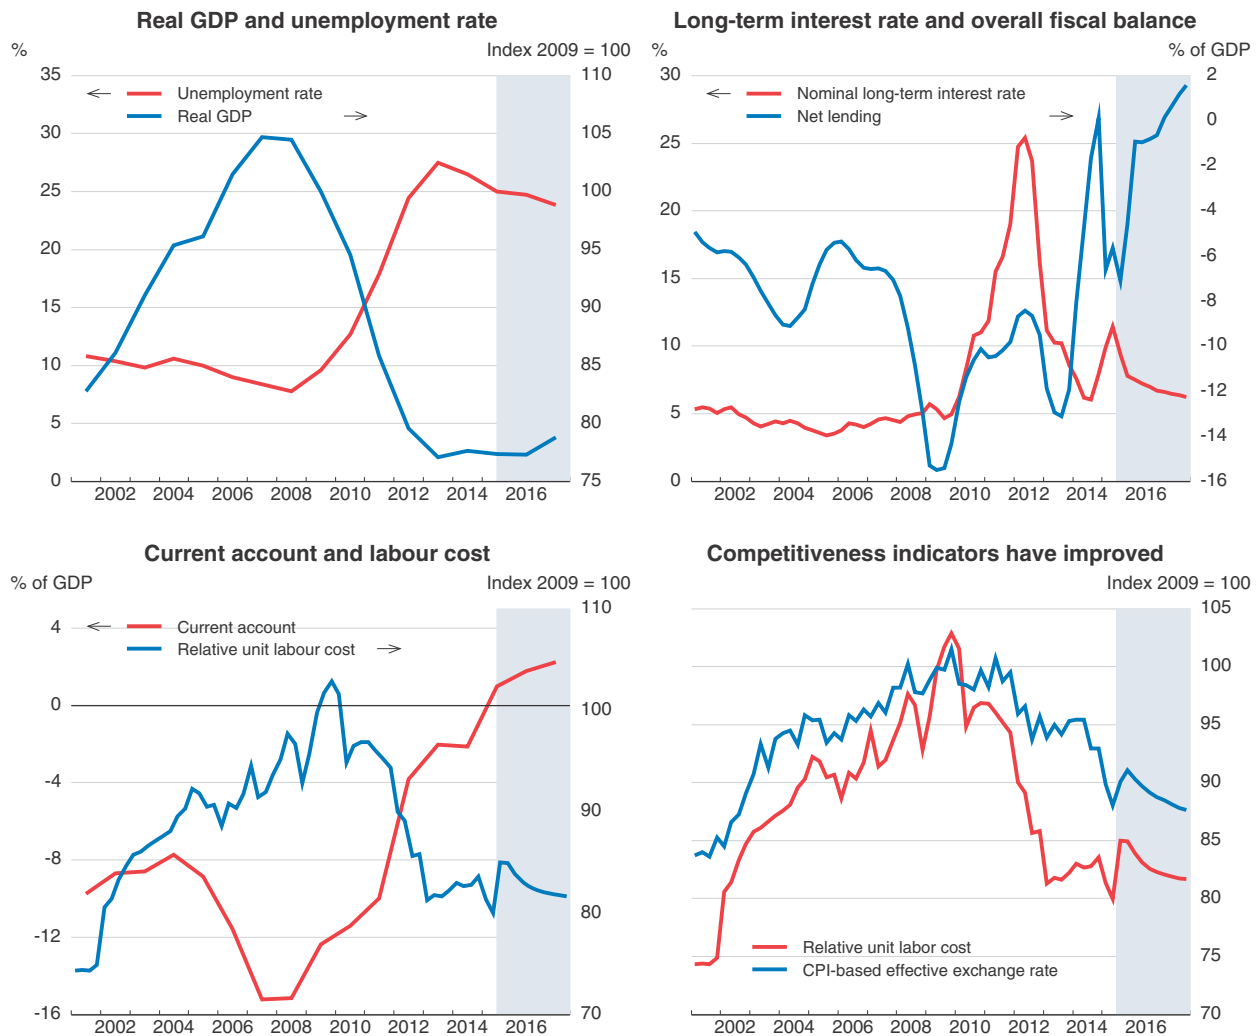 Real GDP and unemployment rate
% Index 2009 = 100
35 110
Unemployment rate
Real GDP
30 105
25 100
20 95
15 90
10 85
5 80
0 75
2002 2004 2006 2008 2010 2012 2014 2016
Long-term interest rate and overall fiscal balance
% % of GDP
30 2
Nominal long-term interest rate
Net lending
0
25
-2
20 -4
-6
15
-8
10 -10
-12
5
-14
0 -16
2002 2004 2006 2008 2010 2012 2014 2016
Current account and labour cost
% of GDP Index 2009 = 100
110
4
Current account
Relative unit labour cost
0 100
-4
90
-8
80
-12
-16 70
2002 2004 2006 2008 2010 2012 2014 2016
Competitiveness indicators have improved
Index 2009 = 100
105
100
95
90
85
80
Relative unit labor cost
75
CPI-based effective exchange rate
70
2002 2004 2006 2008 2010 2012 2014 2016